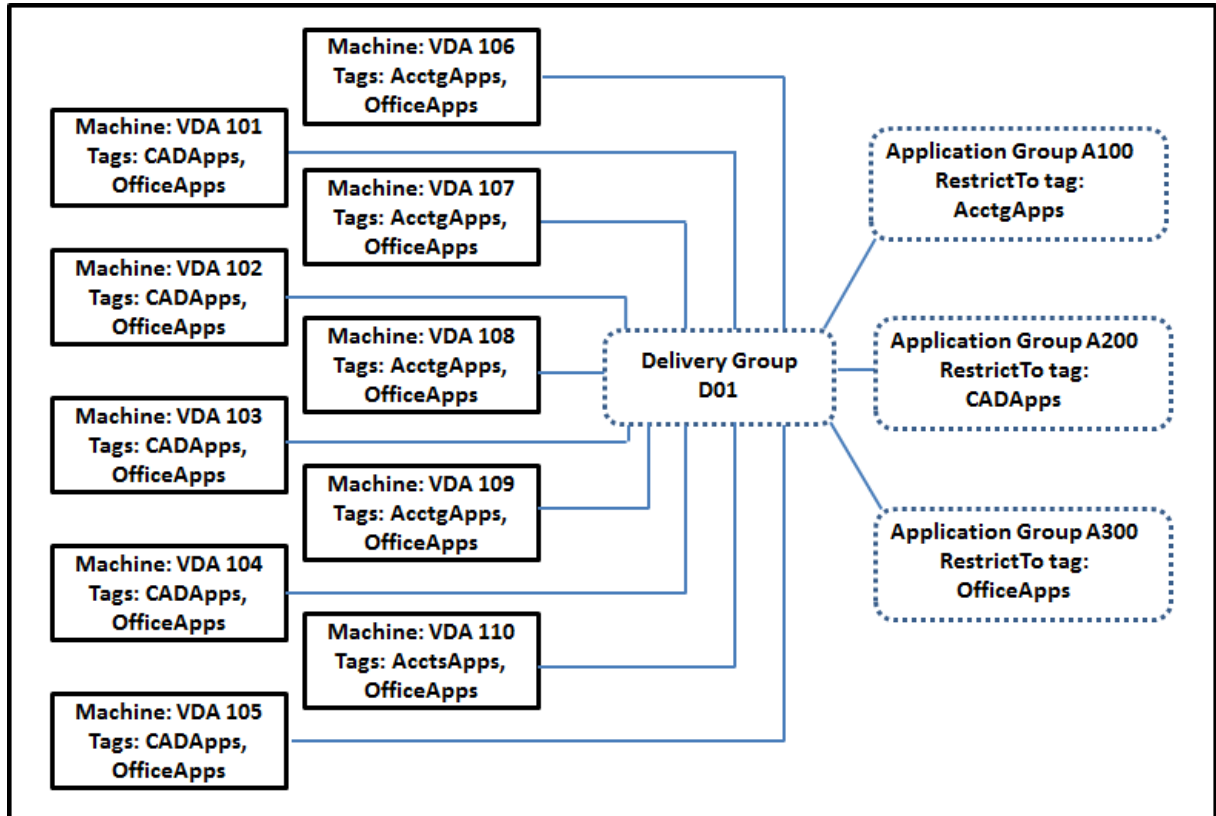 Machine: VDA 106
Tags: AcctgApps,
OfficeApps
Machine: VDA 101
Tags: CADApps,
OfficeApps
Machine: VDA 107
Tags: AcctgApps,
OfficeApps
Machine: VDA 102
Tags: CADApps,
OfficeApps
Machine: VDA 108
Tags: AcctgApps,
OfficeApps
Machine: VDA 103
Tags: CADApps,
OfficeApps
Machine: VDA 109
Tags: AcctgApps,
OfficeApps
Machine: VDA 104
Tags: CADApps,
OfficeApps
Machine: VDA 110
Tags: AcctsApps,
OfficeApps
Machine: VDA 105
Tags: CADApps,
OfficeApps
Delivery Group
D01
Application Group A100
RestrictTo tag:
AcctgApps
Application Group A200
RestrictTo tag:
CADApps
Application Group A300
RestrictTo tag:
OfficeApps